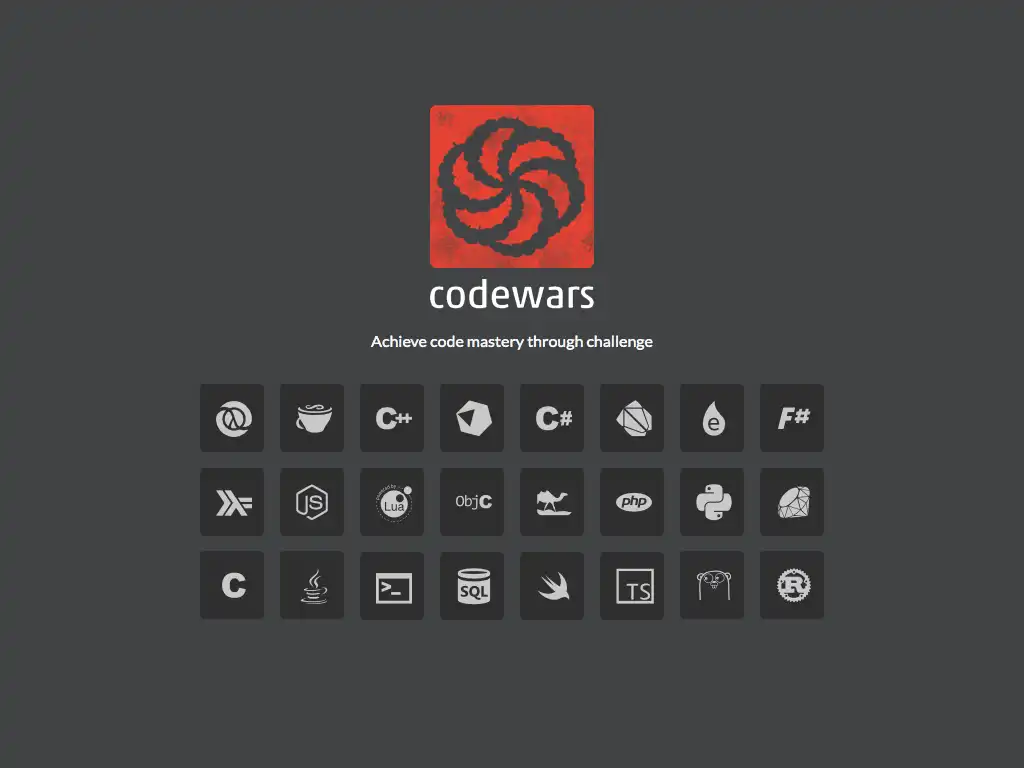 codewars
Achieve code mastery through challenge
C++
C#
e
F#
JS
Lua
ObjC
php
C
>_
SQL
TS
R